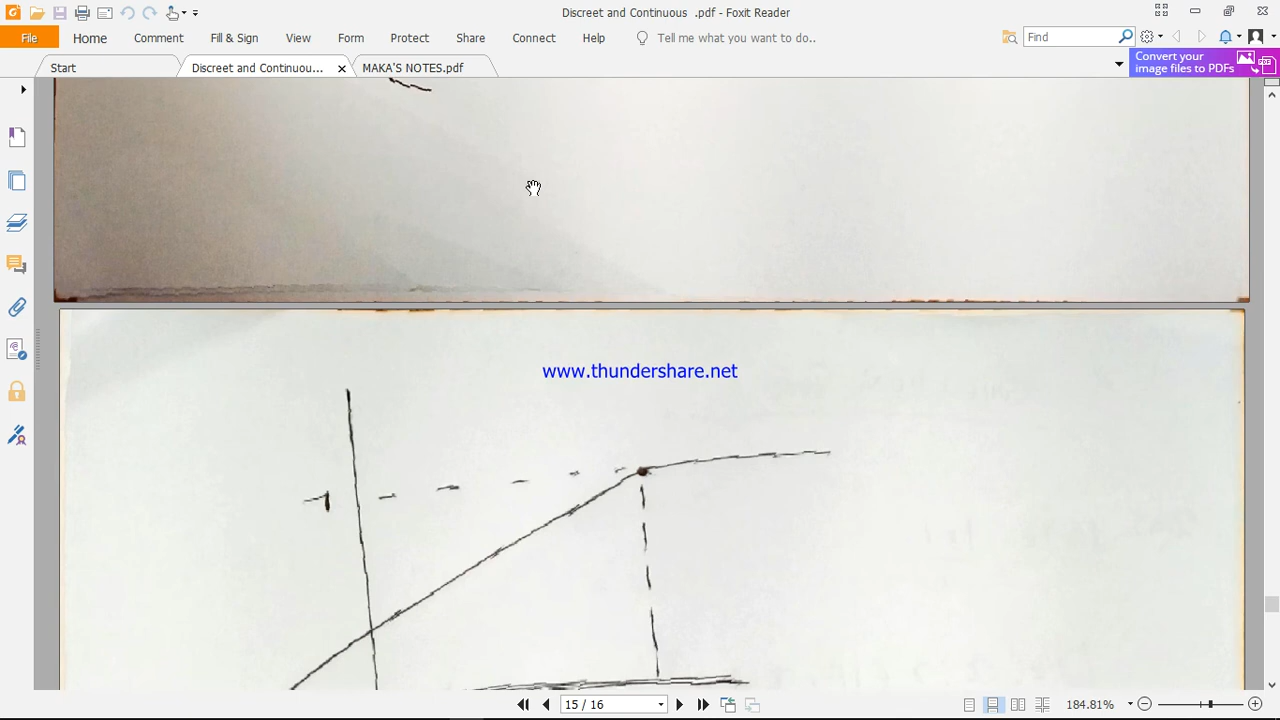 Discreet and Continuous .pdf - Foxit Reader
File Home Comment Fill & Sign View Form Protect Share Connect Help Tell me what you want to do.. Find
Start Discreet and Continuou... MAKA'S NOTES.pdf Convert your
image files to PDFs
www.thundershare.net
1
15 / 16 184.81%